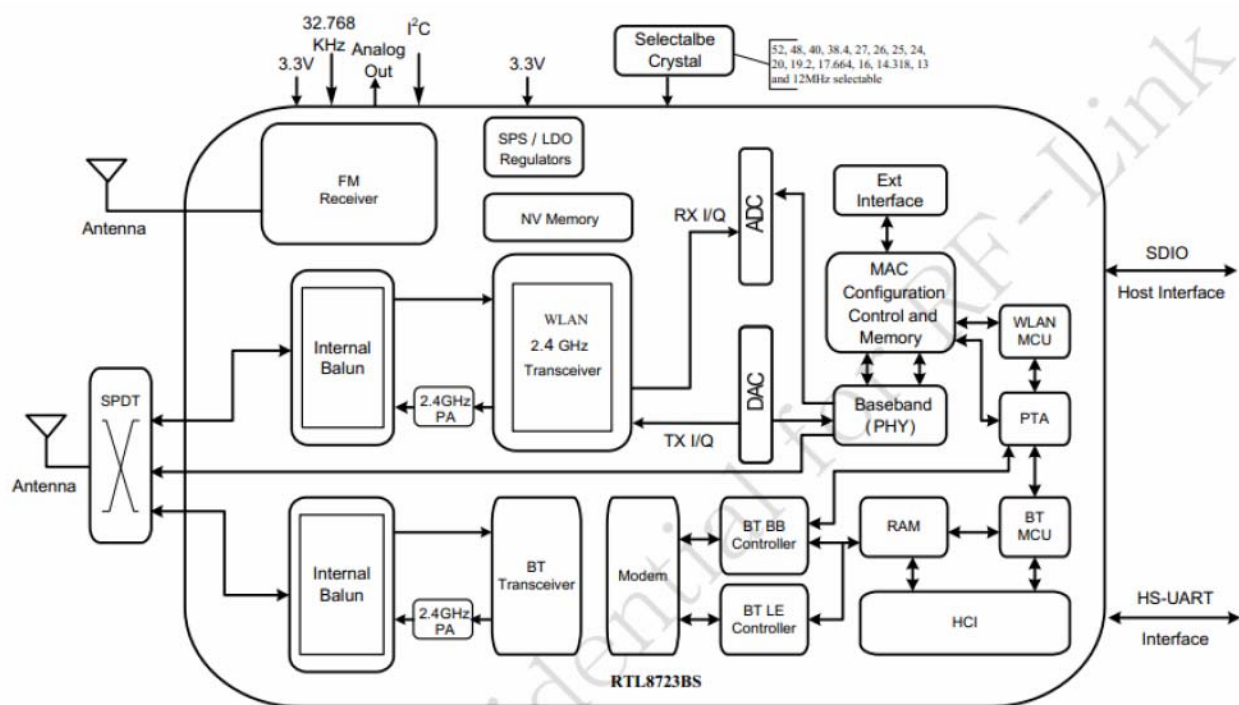 32.768
KHz
I²C
Analog
Out
3.3V
3.3V
Selectalbe
Crystal
52, 48, 40, 38.4, 27, 26, 25, 24,
20, 19.2, 17.664, 16, 14.318, 13
and 12MHz selectable
FM
Receiver
SPS / LDO
Regulators
NV Memory
Antenna
RX I/Q
ADC
Ext
Interface
MAC
Configuration
Control and
Memory
SDIO
Host Interface
WLAN
MCU
Internal
Balun
WLAN
2.4 GHz
Transceiver
2.4GHz
PA
DAC
TX I/Q
Baseband
(PHY)
PTA
SPDT
Antenna
Internal
Balun
BT
Transceiver
2.4GHz
PA
Modem
BT BB
Controller
BT LE
Controller
RAM
BT
MCU
HCI
HS-UART
Interface
RTL8723BS
idential for RF-Link